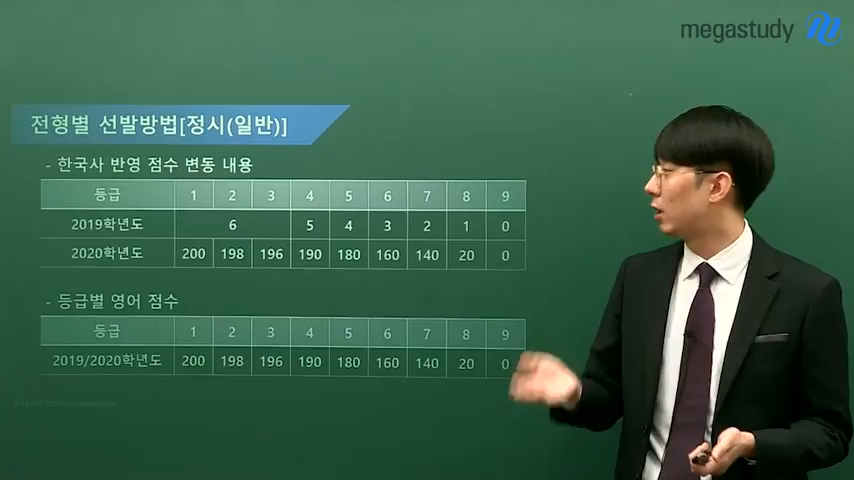 megastudy
전형별 선발방법[정시(일반)]
- 한국사 반영 점수 변동 내용
등급 1 2 3 4 5 6 7 8 9
2019학년도 6 5 4 3 2 1 0
2020학년도 200 198 196 190 180 160 140 20 0
- 등급별 영어 점수
등급 1 2 3 4 5 6 7 8 9
2019/2020학년도 200 198 196 190 180 160 140 20 0